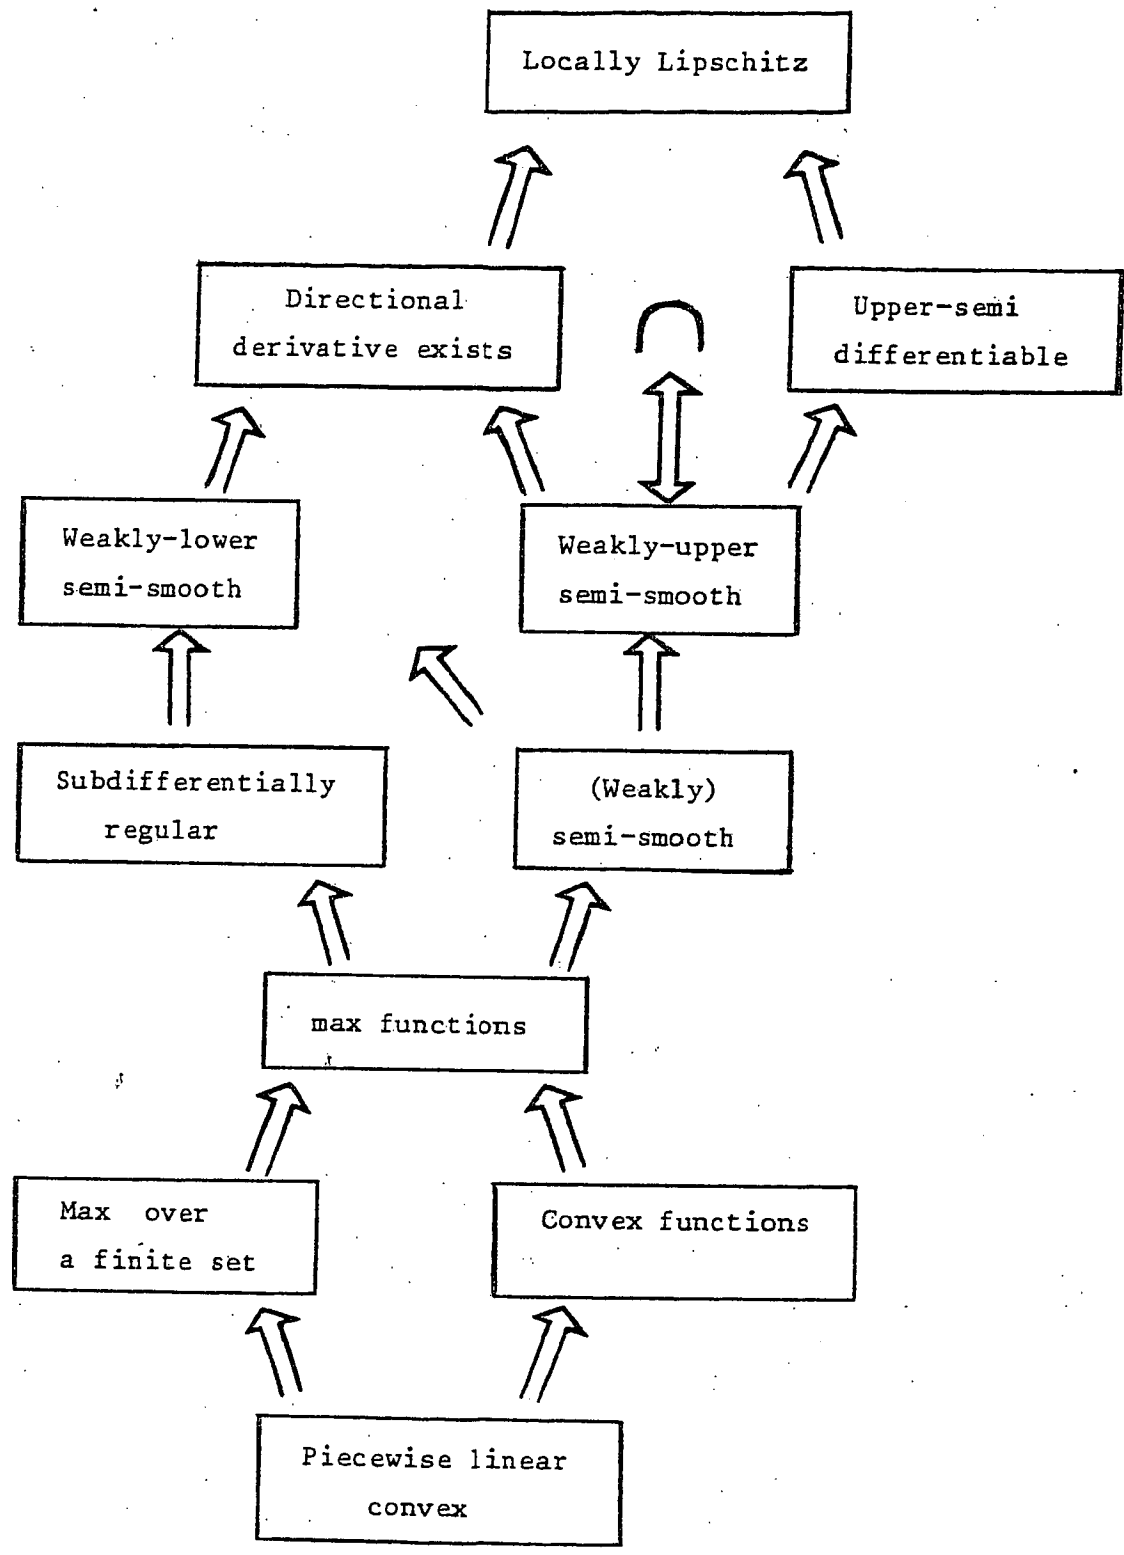 Locally Lipschitz
Directional
derivative exists
∩
Upper-semi
differentiable
Weakly-lower
semi-smooth
Weakly-upper
semi-smooth
Subdifferentially
regular
(Weakly)
semi-smooth
max functions
Max over
a finite set
Convex functions
Piecewise linear
convex